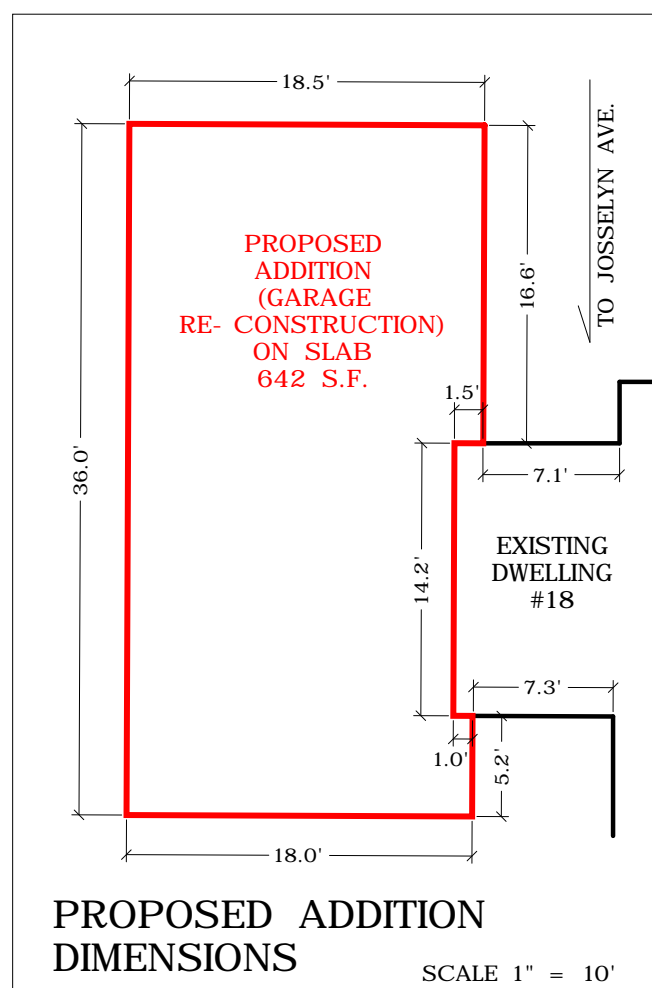 18.5'
TO JOSSELYN AVE.
PROPOSED
ADDITION
(GARAGE
RE- CONSTRUCTION)
ON SLAB
642 S.F.
16.6'
1.5'
36.0'
7.1'
EXISTING
DWELLING
#18
14.2'
7.3'
1.0'
5.2'
18.0'
PROPOSED ADDITION
DIMENSIONS
SCALE 1" = 10'